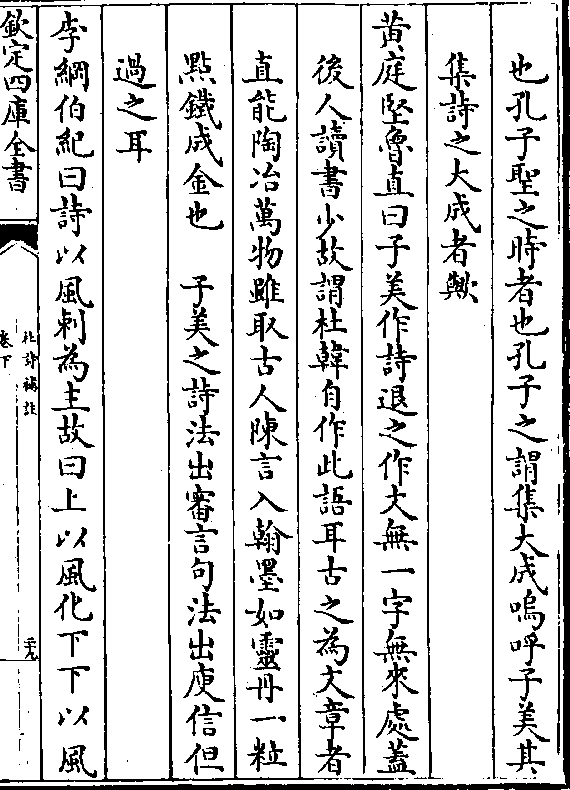 也孔子聖之時者也孔子之謂集大成嗚呼子美其
集詩之大成者歟
黄庭堅魯直曰子美作詩退之作文無一字無來處蓋
後人讀書少故謂杜韓自作此語耳古之為文章者
直能陶冶萬物雖取古人陳言入翰墨如靈丹一粒
點鐵成金也　子美之詩法出審言句法出庾信但
過之耳
李綱伯紀曰詩以風刺為主故曰上以風化下下以風
欽定四庫全書
杜詩攟
卷下
二十九